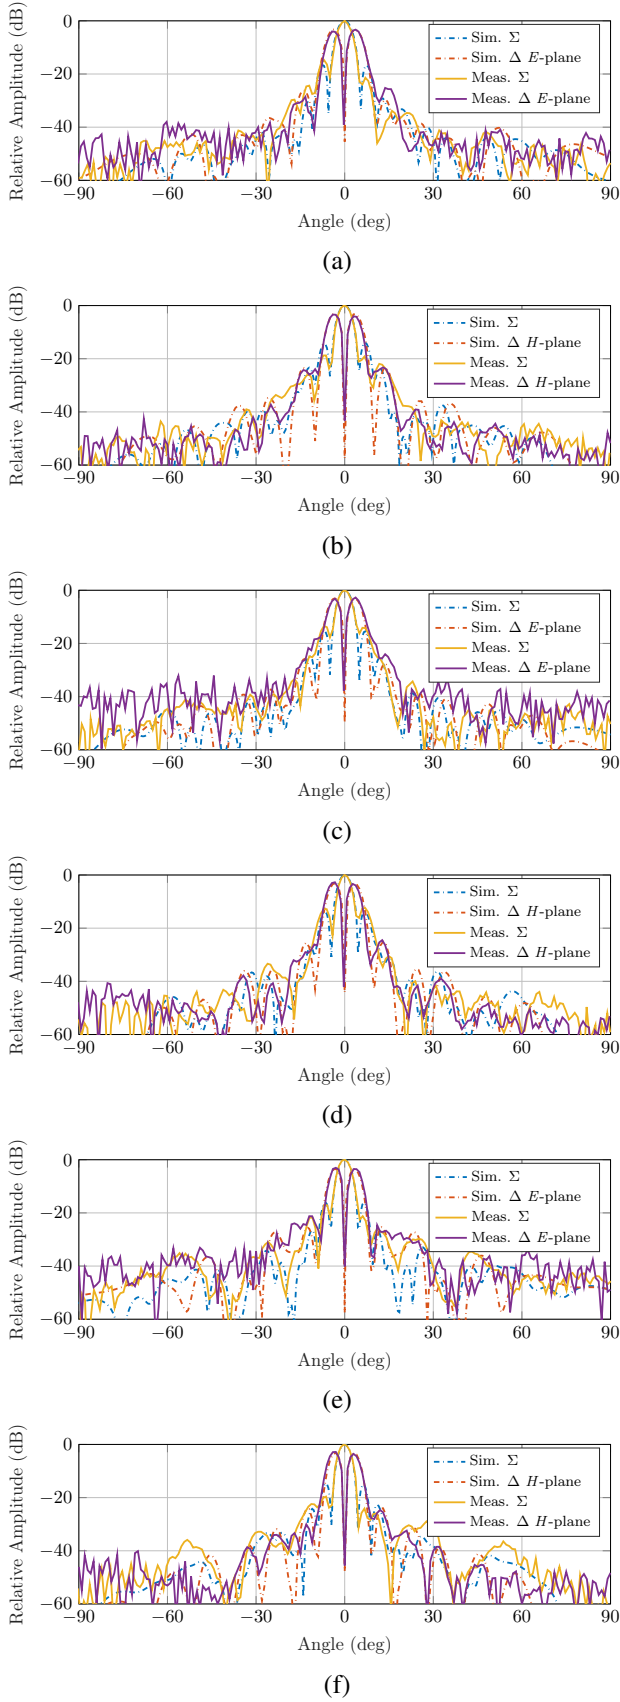 Relative Amplitude (dB)
0
−20
−40
−60
Sim. Σ
Sim. Δ E-plane
Meas. Σ
Meas. Δ E-plane
−90 −60 −30 0 30 60 90
Angle (deg)
(a)
Relative Amplitude (dB)
0
−20
−40
−60
Sim. Σ
Sim. Δ H-plane
Meas. Σ
Meas. Δ H-plane
−90 −60 −30 0 30 60 90
Angle (deg)
(b)
Relative Amplitude (dB)
0
−20
−40
−60
Sim. Σ
Sim. Δ E-plane
Meas. Σ
Meas. Δ E-plane
−90 −60 −30 0 30 60 90
Angle (deg)
(c)
Relative Amplitude (dB)
0
−20
−40
−60
Sim. Σ
Sim. Δ H-plane
Meas. Σ
Meas. Δ H-plane
−90 −60 −30 0 30 60 90
Angle (deg)
(d)
Relative Amplitude (dB)
0
−20
−40
−60
Sim. Σ
Sim. Δ E-plane
Meas. Σ
Meas. Δ E-plane
−90 −60 −30 0 30 60 90
Angle (deg)
(e)
Relative Amplitude (dB)
0
−20
−40
−60
Sim. Σ
Sim. Δ H-plane
Meas. Σ
Meas. Δ H-plane
−90 −60 −30 0 30 60 90
Angle (deg)
(f)